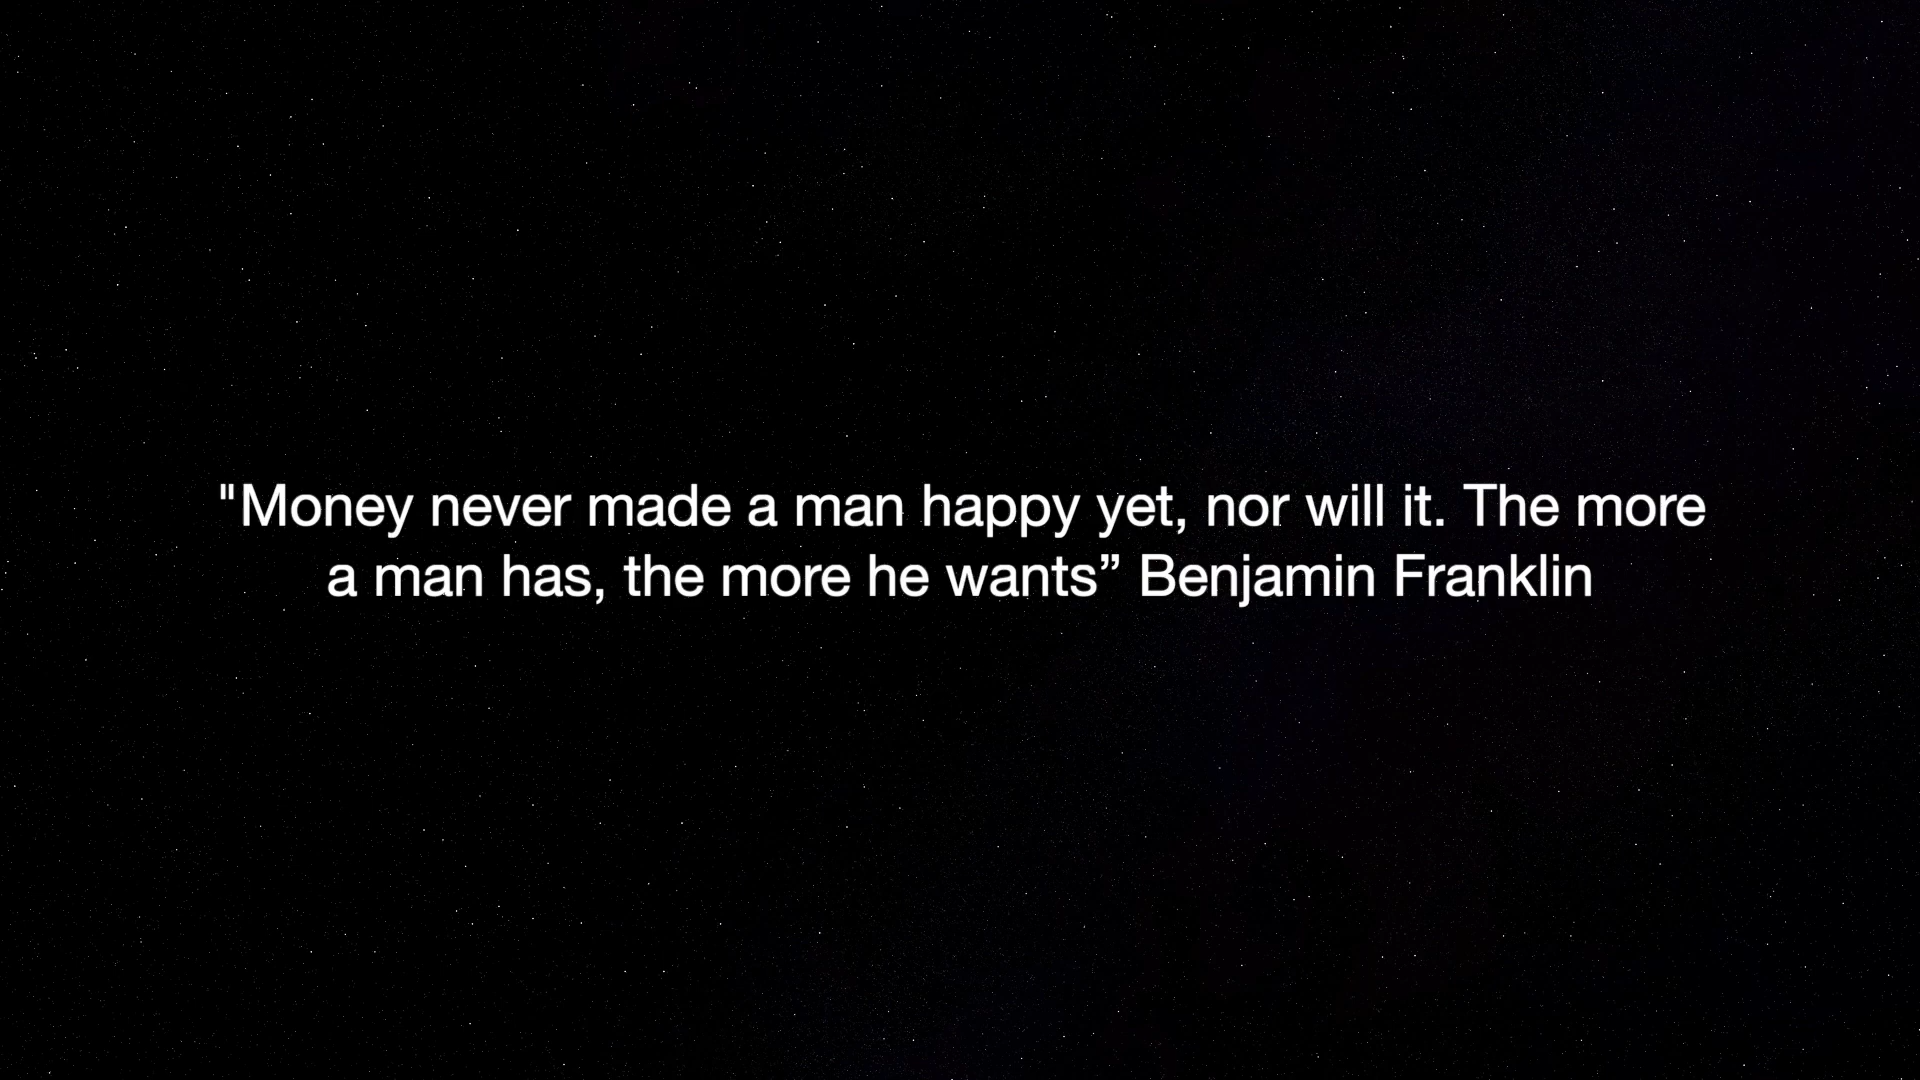 "Money never made a man happy yet, nor will it. The more
a man has, the more he wants” Benjamin Franklin